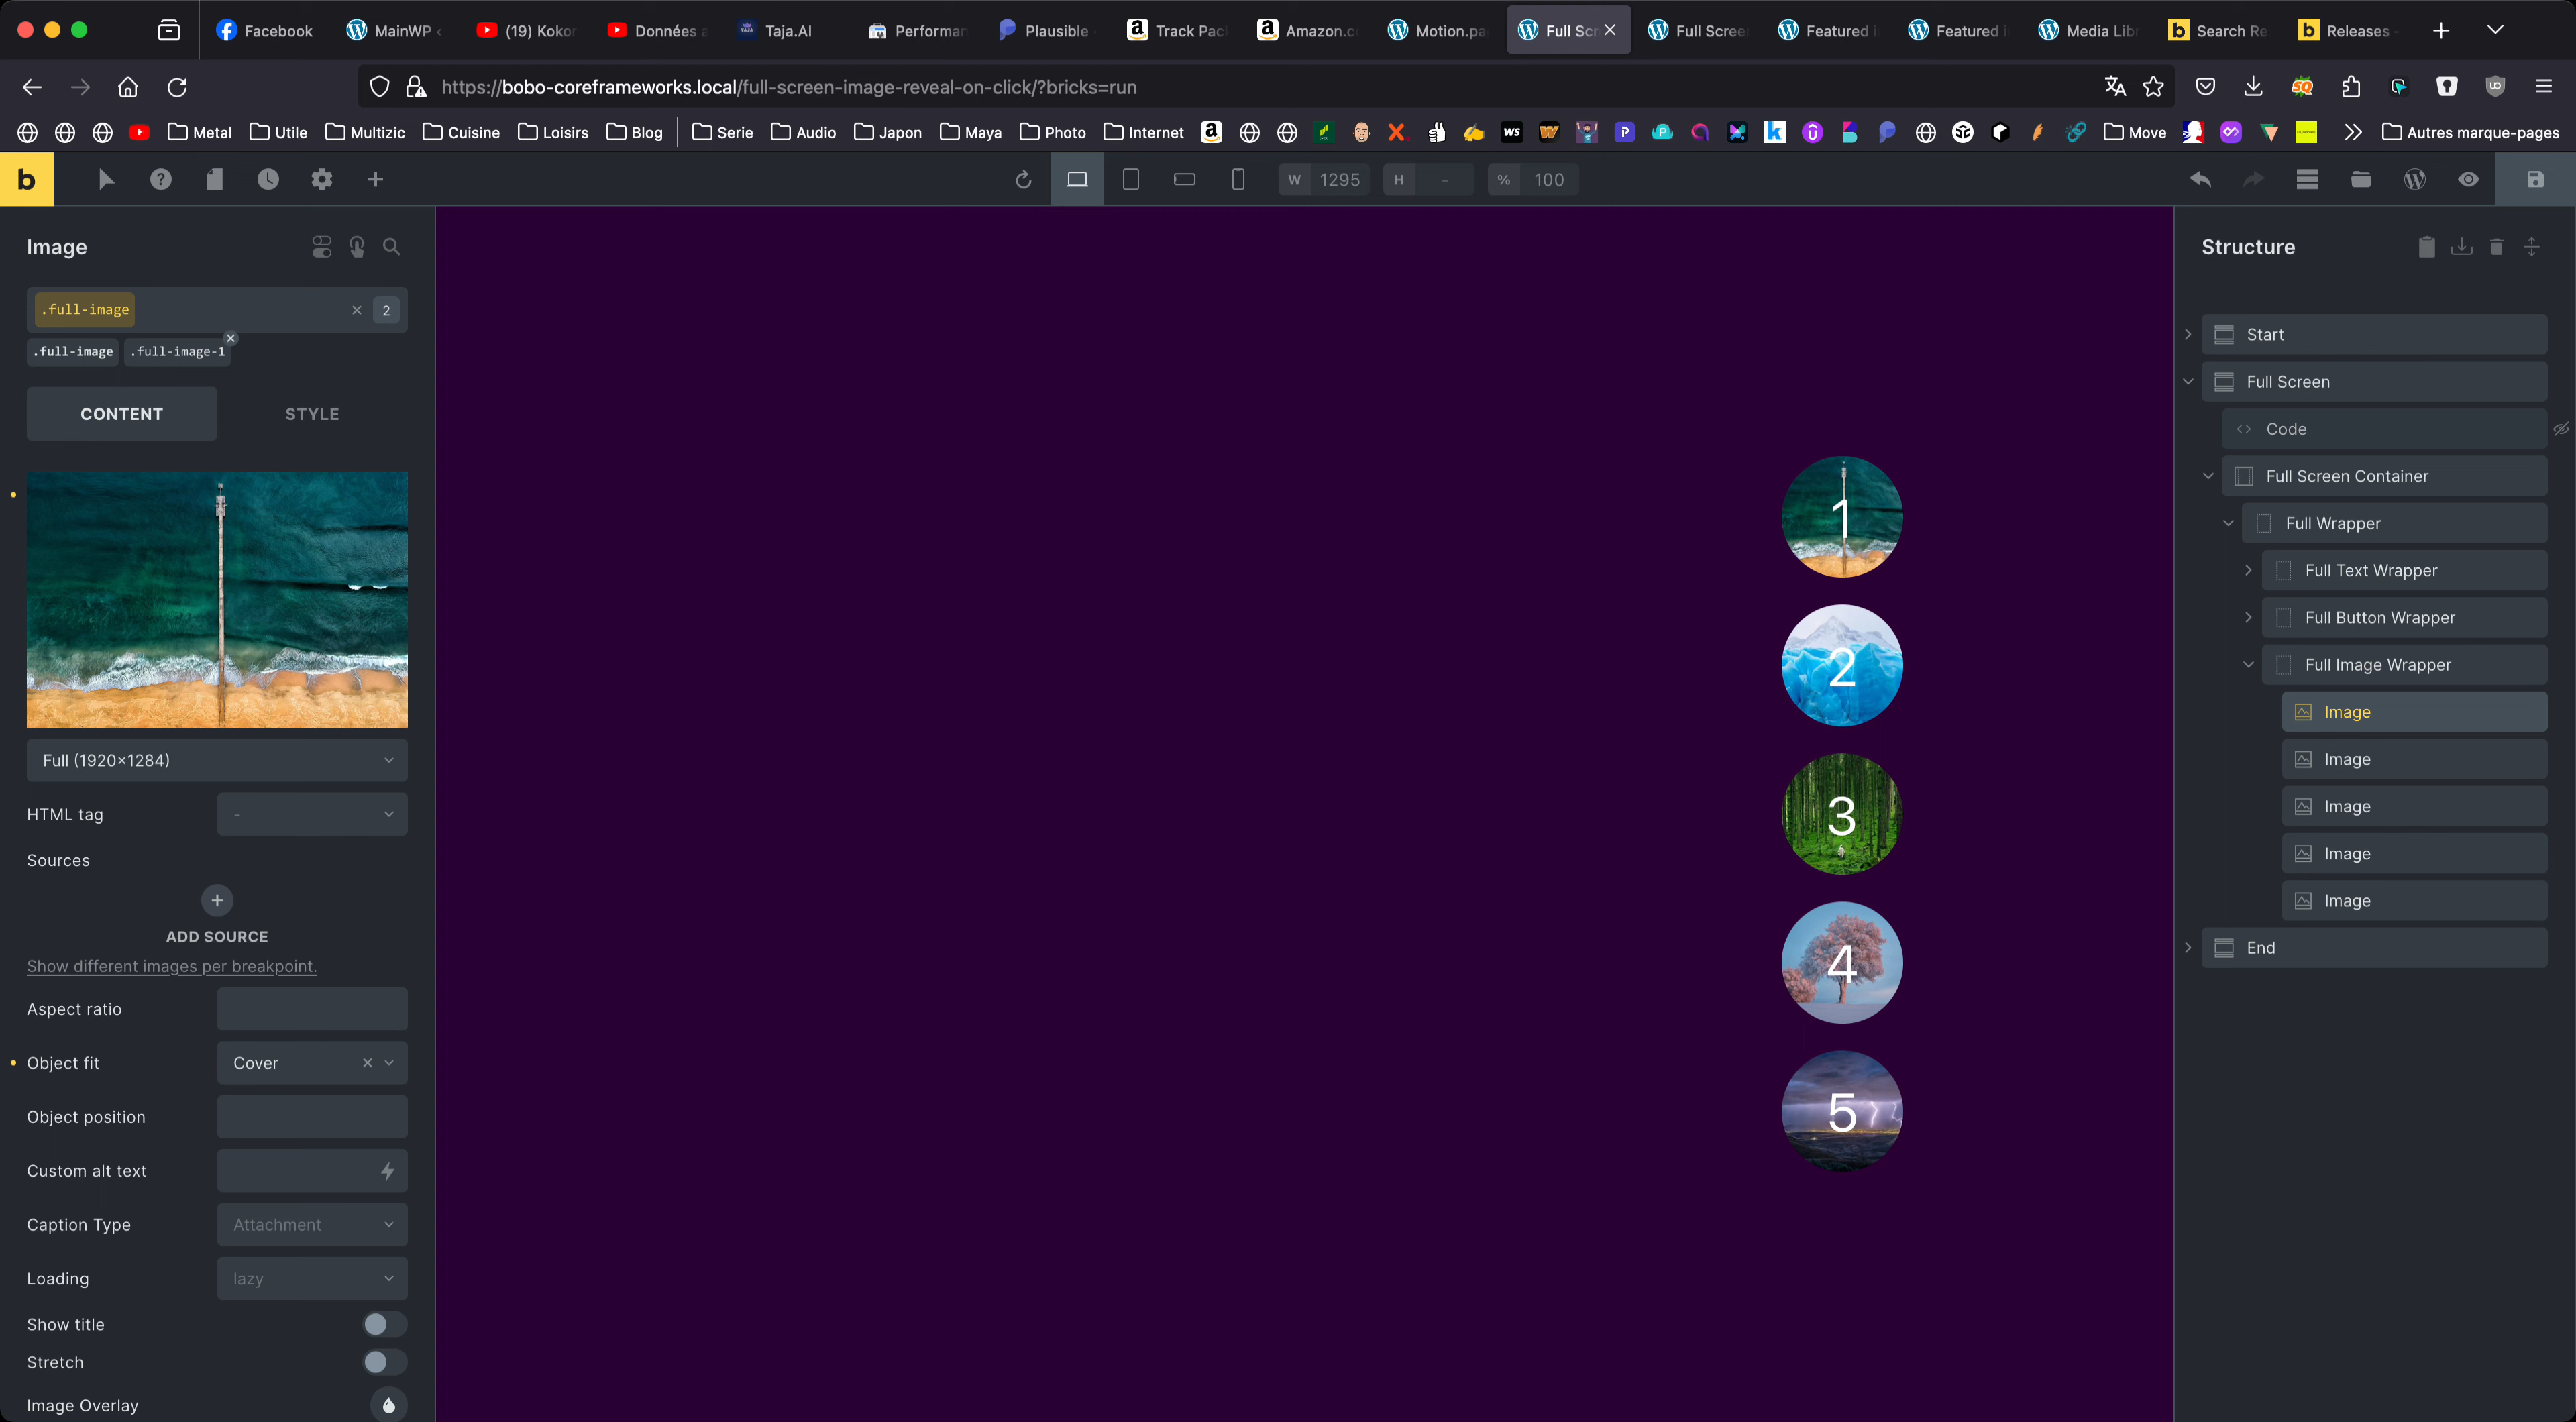 Facebook
MainWP
(19) Koko
Données
Taja.AI
Performan
Plausible
Track Pac
Amazon.c
Motion.pa
Full Sc
Full Scree
Featured i
Featured i
Media Lib
Search Re
Releases -
https://bobo-coreframeworks.local/full-screen-image-reveal-on-click/?bricks=run
Metal
Utile
Multizic
Cuisine
Loisirs
Blog
Serie
Audio
Japon
Maya
Photo
Internet
Move
Autres marque-pages
b
W 1295
H -
% 100
Image
.full-image
2
.full-image .full-image-1
CONTENT
STYLE
Full (1920×1284)
HTML tag
-
Sources
ADD SOURCE
Show different images per breakpoint.
Aspect ratio
Object fit
Cover
Object position
Custom alt text
Caption Type
Attachment
Loading
lazy
Show title
Stretch
Image Overlay
1
2
3
4
5
Structure
Start
Full Screen
Code
Full Screen Container
Full Wrapper
Full Text Wrapper
Full Button Wrapper
Full Image Wrapper
Image
Image
Image
Image
Image
End